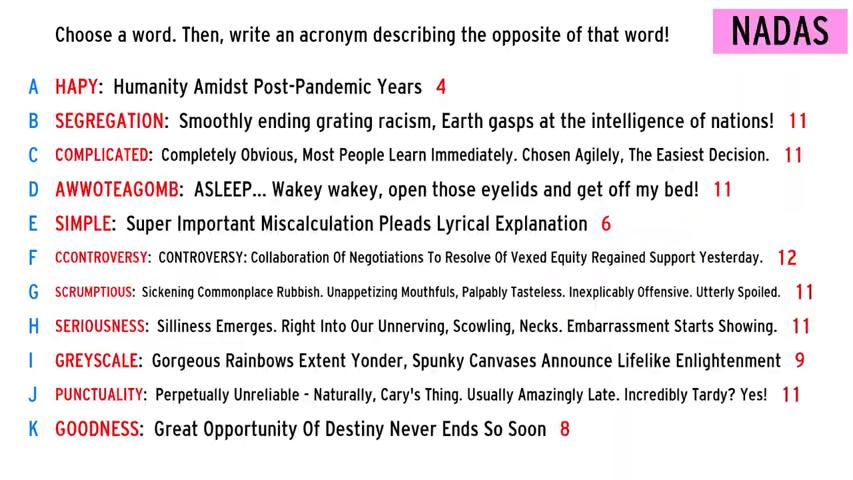 Choose a word. Then, write an acronym describing the opposite of that word!
NADAS
A HAPY: Humanity Amidst Post-Pandemic Years 4
B SEGREGATION: Smoothly ending grating racism, Earth gasps at the intelligence of nations! 11
C COMPLICATED: Completely Obvious, Most People Learn Immediately. Chosen Agilely, The Easiest Decision. 11
D AWWOTEAGOMB: ASLEEP... Wakey wakey, open those eyelids and get off my bed! 11
E SIMPLE: Super Important Miscalculation Pleads Lyrical Explanation 6
F CCONTROVERSY: CONTROVERSY: Collaboration Of Negotiations To Resolve Of Vexed Equity Regained Support Yesterday. 12
G SCRUMPTIOUS: Sickening Commonplace Rubbish. Unappetizing Mouthfuls, Palpably Tasteless. Inexplicably Offensive. Utterly Spoiled. 11
H SERIOUSNESS: Silliness Emerges. Right Into Our Unnerving, Scowling, Necks. Embarrassment Starts Showing. 11
I GREYSCALE: Gorgeous Rainbows Extent Yonder, Spunky Canvases Announce Lifelike Enlightenment 9
J PUNCTUALITY: Perpetually Unreliable - Naturally, Cary's Thing. Usually Amazingly Late. Incredibly Tardy? Yes! 11
K GOODNESS: Great Opportunity Of Destiny Never Ends So Soon 8